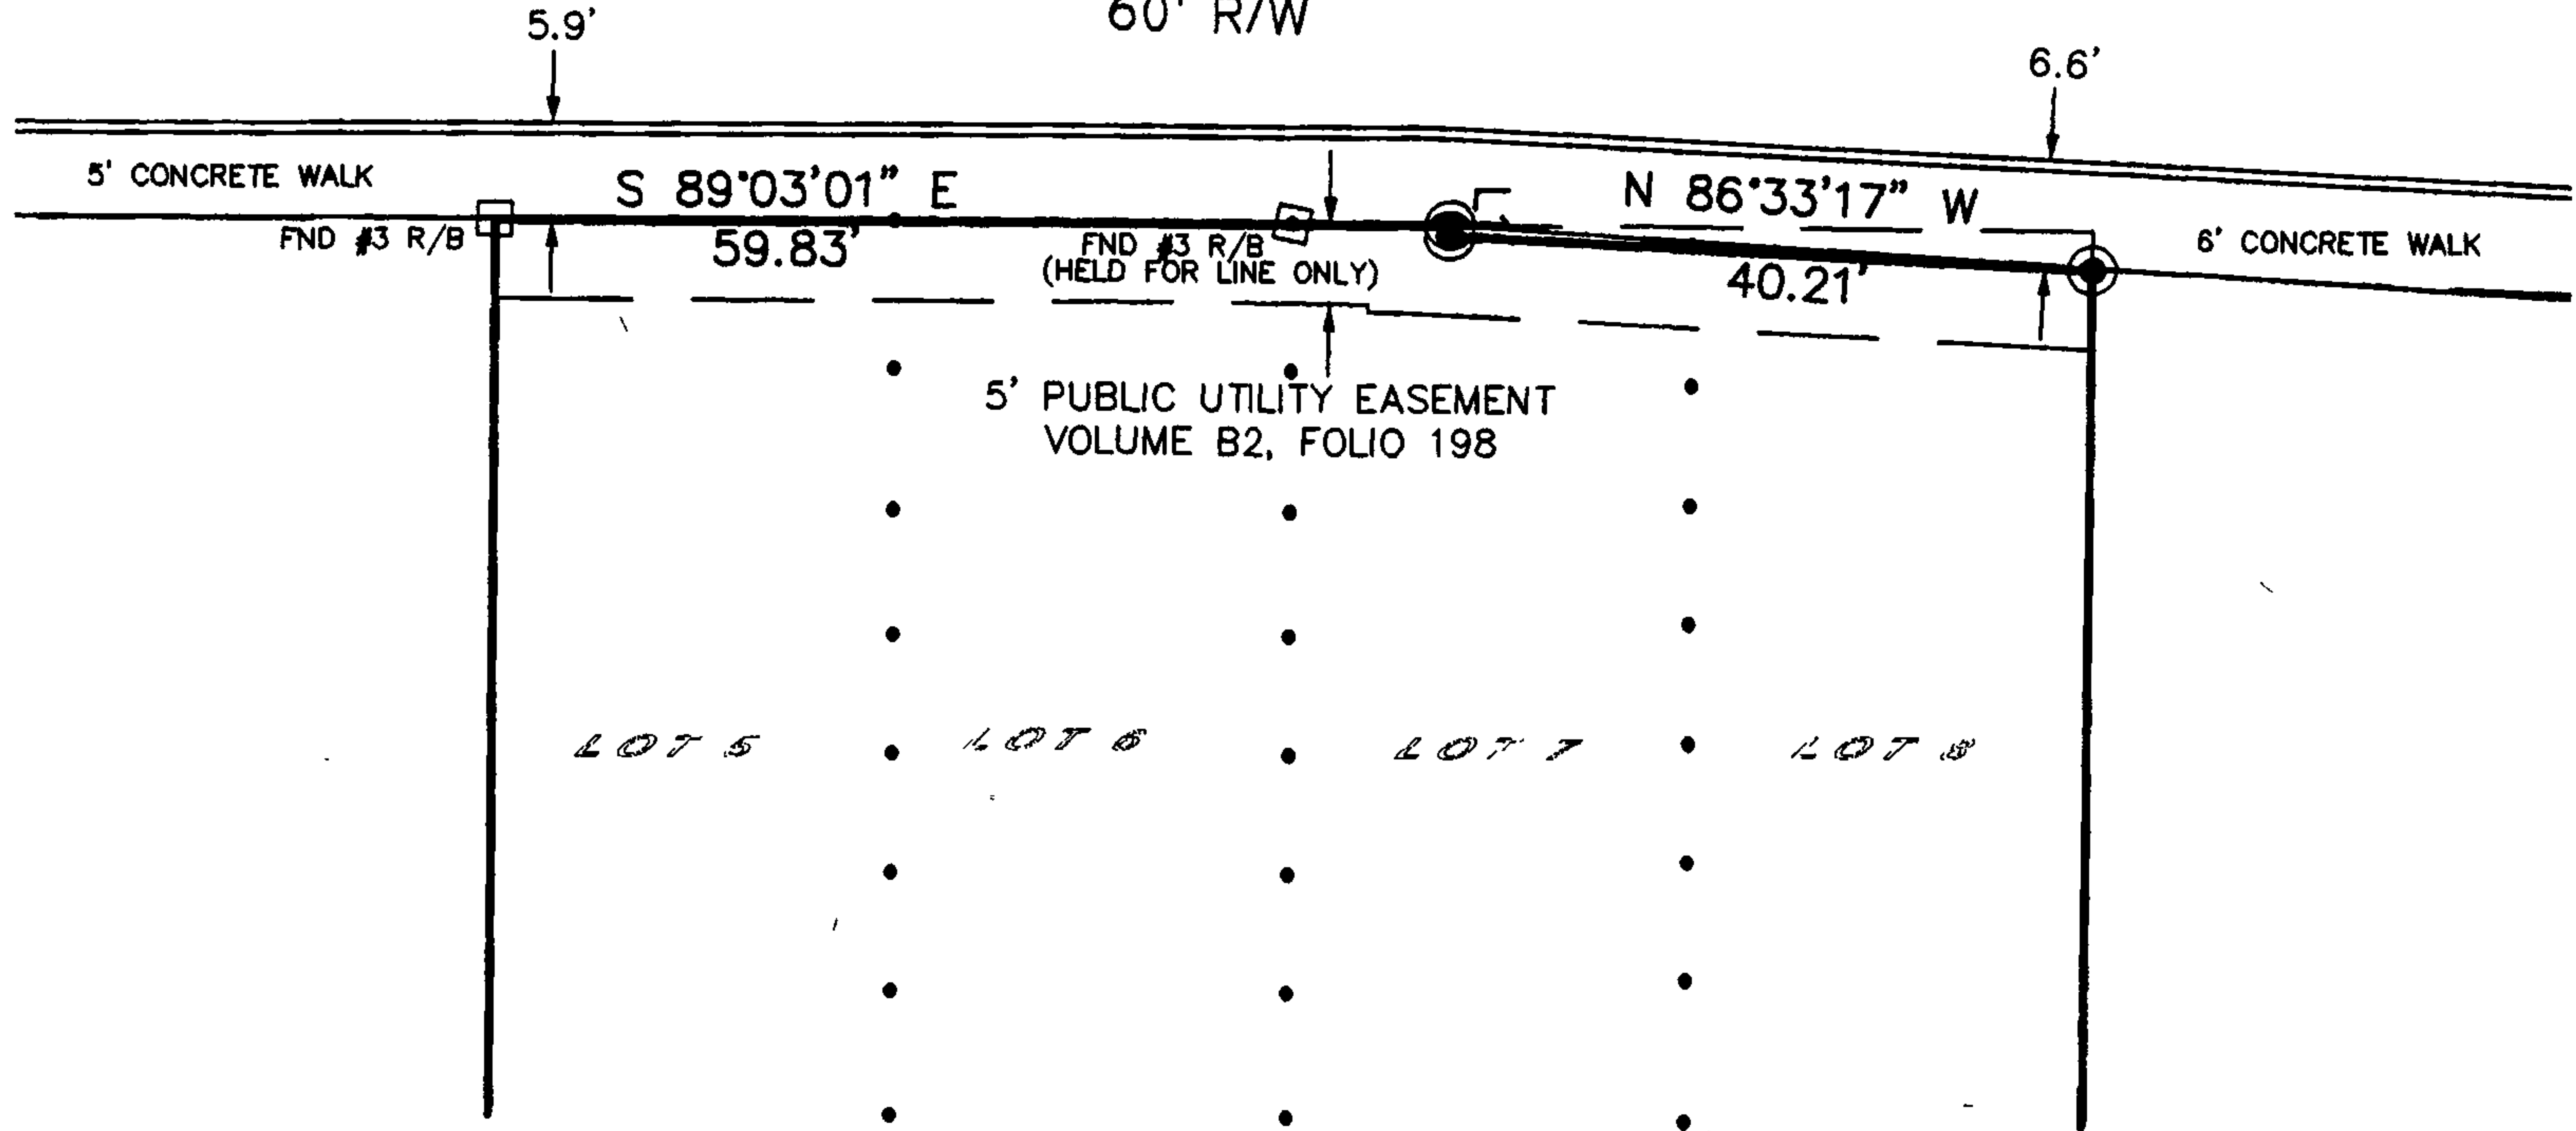 60' R/W
5.9'
6.6'
5' CONCRETE WALK
S 89°03'01" E
N 86°33'17" W
FND #3 R/B
59.83'
FND #3 R/B
(HELD FOR LINE ONLY)
40.21'
6' CONCRETE WALK
5' PUBLIC UTILITY EASEMENT
VOLUME B2, FOLIO 198
LOT 5
LOT 6
LOT 7
LOT 8